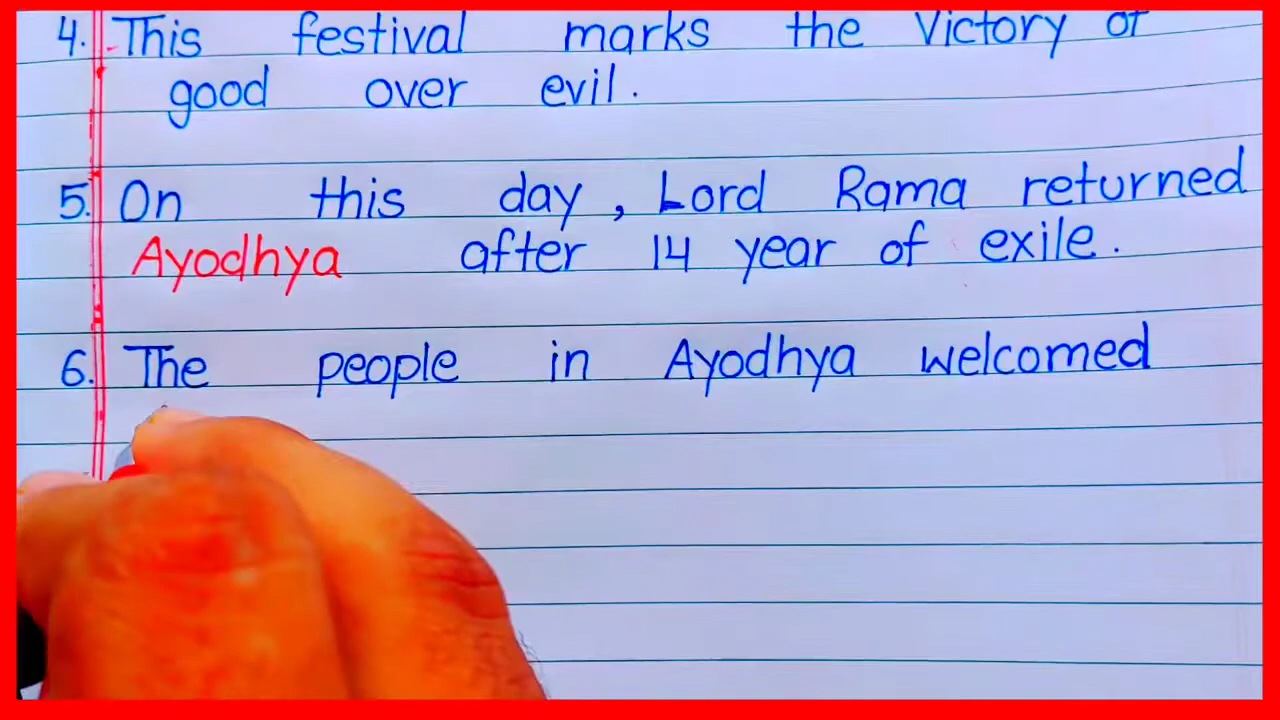 4. This festival marks the Victory of
good over evil.
5. On this day, Lord Rama returned
Ayodhya after 14 year of exile.
6. The people in Ayodhya welcomed